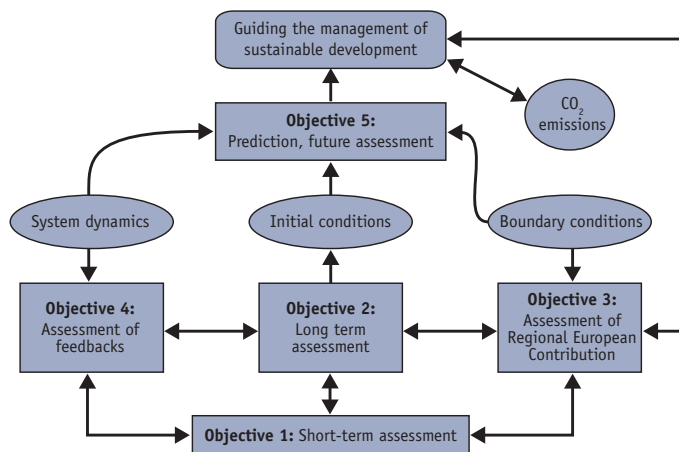 Guiding the management of
sustainable development
CO₂
emissions
Objective 5:
Prediction, future assessment
System dynamics
Initial conditions
Boundary conditions
Objective 4:
Assessment of
feedbacks
Objective 2:
Long term
assessment
Objective 3:
Assessment of
Regional European
Contribution
Objective 1: Short-term assessment